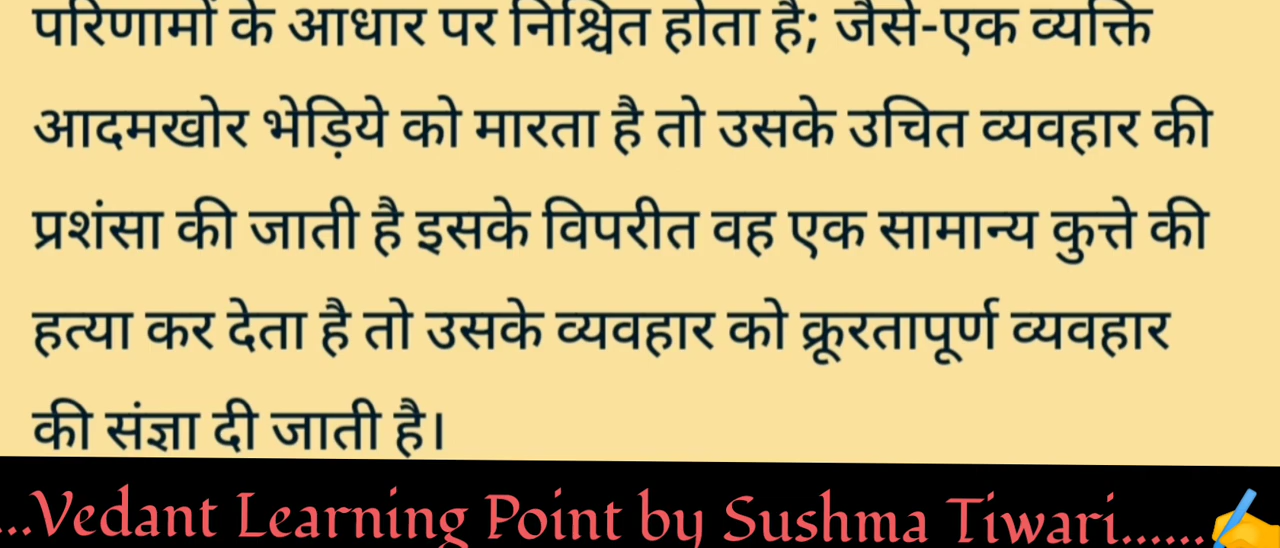 परिणामों के आधार पर निश्चित होता है; जैसे-एक व्यक्ति
आदमखोर भेड़िये को मारता है तो उसके उचित व्यवहार की
प्रशंसा की जाती है इसके विपरीत वह एक सामान्य कुत्ते की
हत्या कर देता है तो उसके व्यवहार को क्रूरतापूर्ण व्यवहार
की संज्ञा दी जाती है।
...Vedant Learning Point by Sushma Tiwari......✍